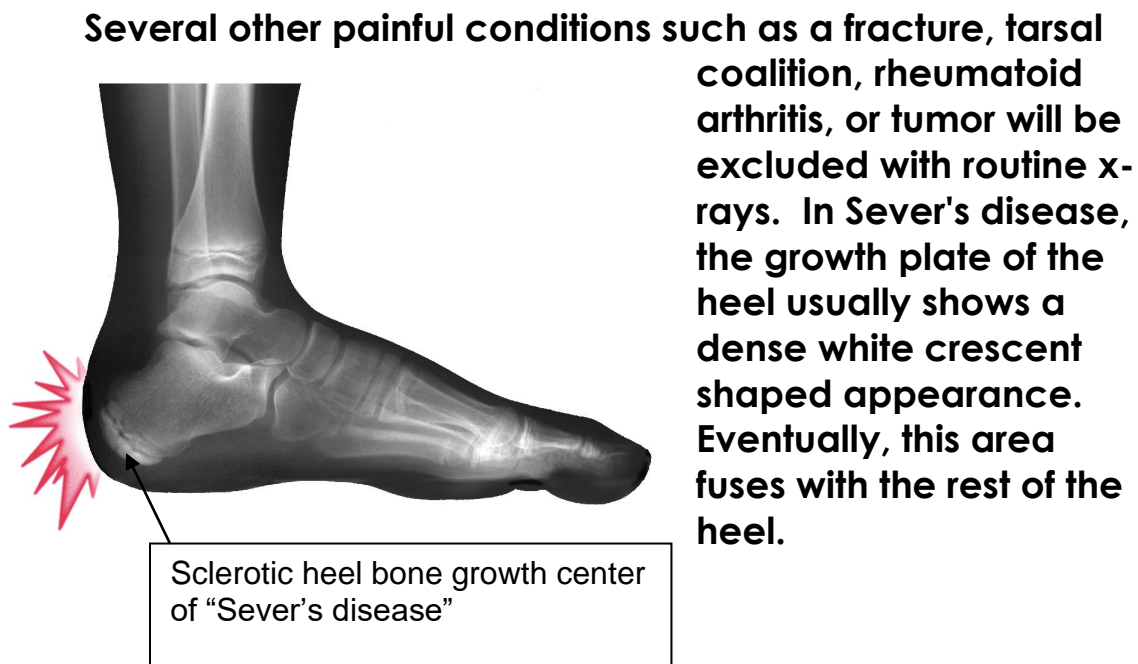 Several other painful conditions such as a fracture, tarsal
coalition, rheumatoid
arthritis, or tumor will be
excluded with routine x-
rays.  In Sever's disease,
the growth plate of the
heel usually shows a
dense white crescent
shaped appearance.
Eventually, this area
fuses with the rest of the
heel.
Sclerotic heel bone growth center
of “Sever’s disease”